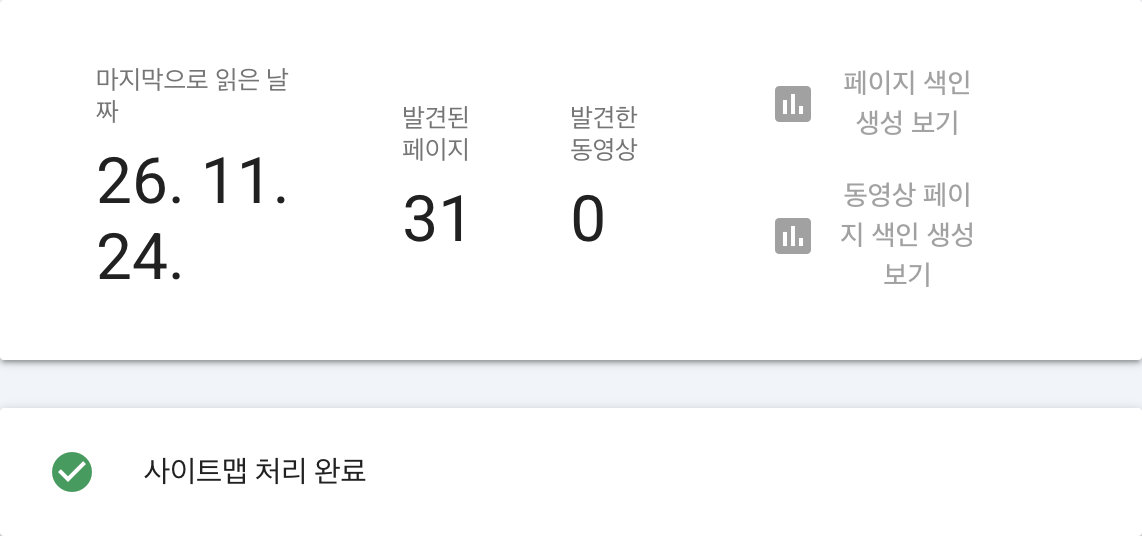 마지막으로 읽은 날
짜
26. 11.
24.
발견된
페이지
31
발견한
동영상
0
페이지 색인
생성 보기
동영상 페이
지 색인 생성
보기
사이트맵 처리 완료